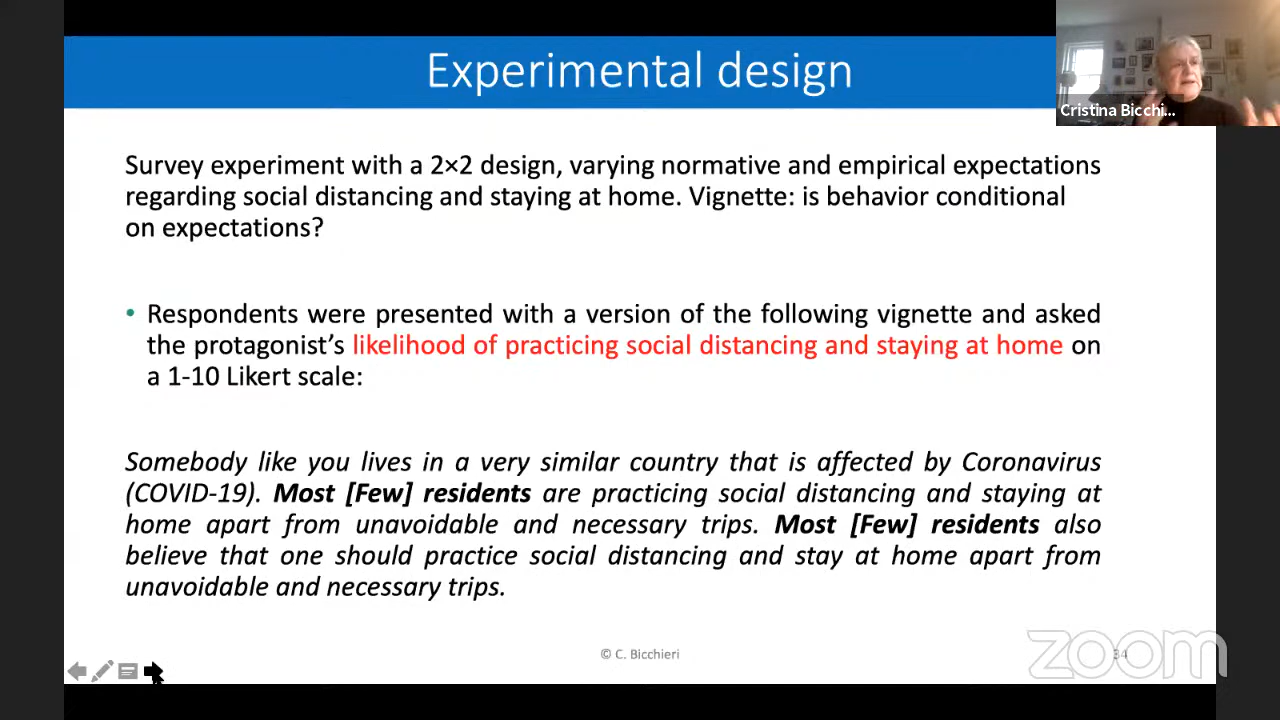 Experimental design
Cristina Bicchi...
Survey experiment with a 2×2 design, varying normative and empirical expectations
regarding social distancing and staying at home. Vignette: is behavior conditional
on expectations?
• Respondents were presented with a version of the following vignette and asked
the protagonist's likelihood of practicing social distancing and staying at home on
a 1-10 Likert scale:
Somebody like you lives in a very similar country that is affected by Coronavirus
(COVID-19). Most [Few] residents are practicing social distancing and staying at
home apart from unavoidable and necessary trips. Most [Few] residents also
believe that one should practice social distancing and stay at home apart from
unavoidable and necessary trips.
© C. Bicchieri
zoom
34